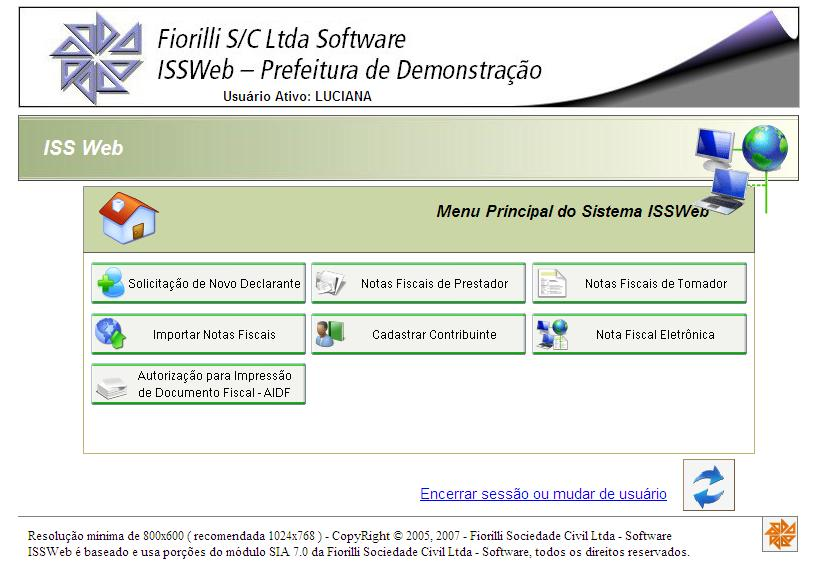 Fiorilli S/C Ltda Software
ISSWeb – Prefeitura de Demonstração
Usuário Ativo: LUCIANA
ISS Web
Menu Principal do Sistema ISSWeb
Solicitação de Novo Declarante
Notas Fiscais de Prestador
Notas Fiscais de Tomador
Importar Notas Fiscais
Cadastrar Contribuinte
Nota Fiscal Eletrônica
Autorização para Impressão
de Documento Fiscal - AIDF
Encerrar sessão ou mudar de usuário
Resolução minima de 800x600 ( recomendada 1024x768 ) - CopyRight © 2005, 2007 - Fiorilli Sociedade Civil Ltda - Software
ISSWeb é baseado e usa porções do módulo SIA 7.0 da Fiorilli Sociedade Civil Ltda - Software, todos os direitos reservados.